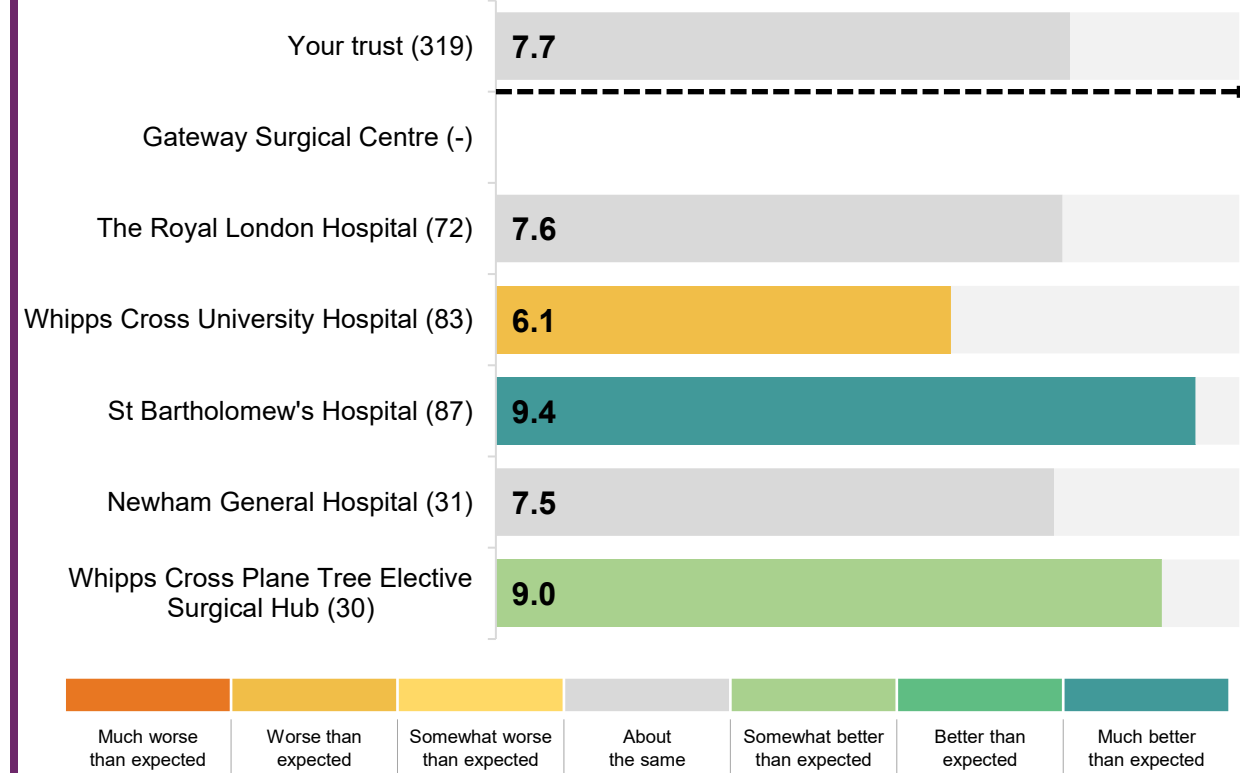 Your trust (319)
7.7
Gateway Surgical Centre (-)
The Royal London Hospital (72)
7.6
Whipps Cross University Hospital (83)
6.1
St Bartholomew's Hospital (87)
9.4
Newham General Hospital (31)
7.5
Whipps Cross Plane Tree Elective
Surgical Hub (30)
9.0
Much worse
than expected
Worse than
expected
Somewhat worse
than expected
About
the same
Somewhat better
than expected
Better than
expected
Much better
than expected